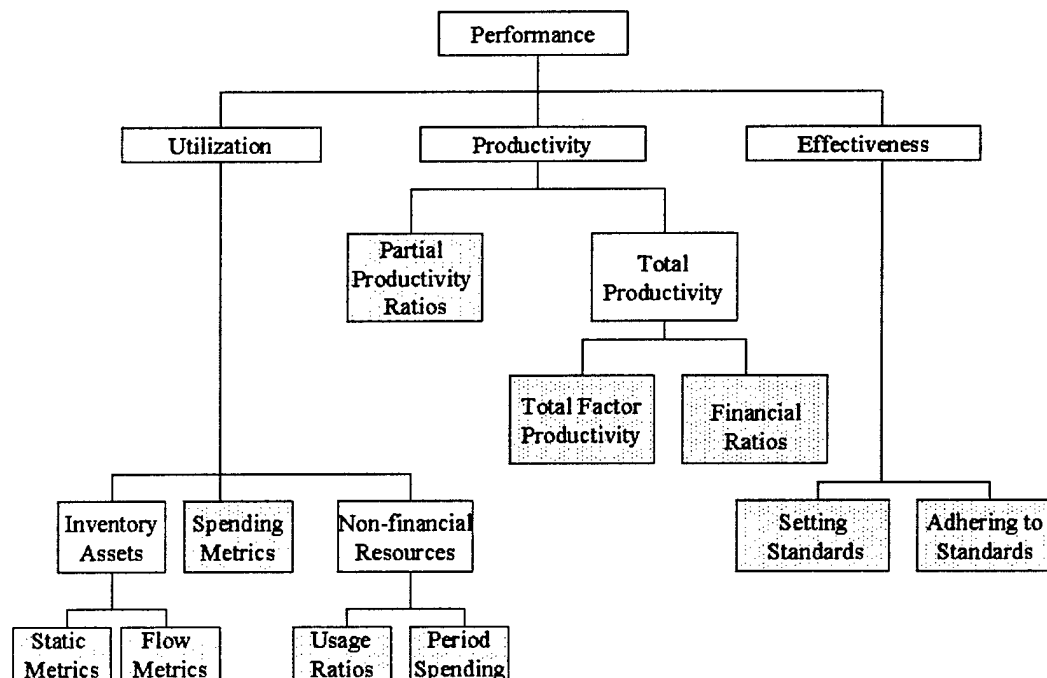 Performance
Utilization
Productivity
Effectiveness
Partial
Productivity
Ratios
Total
Productivity
Total Factor
Productivity
Financial
Ratios
Inventory
Assets
Spending
Metrics
Non-financial
Resources
Setting
Standards
Adhering to
Standards
Static
Metrics
Flow
Metrics
Usage
Ratios
Period
Spending